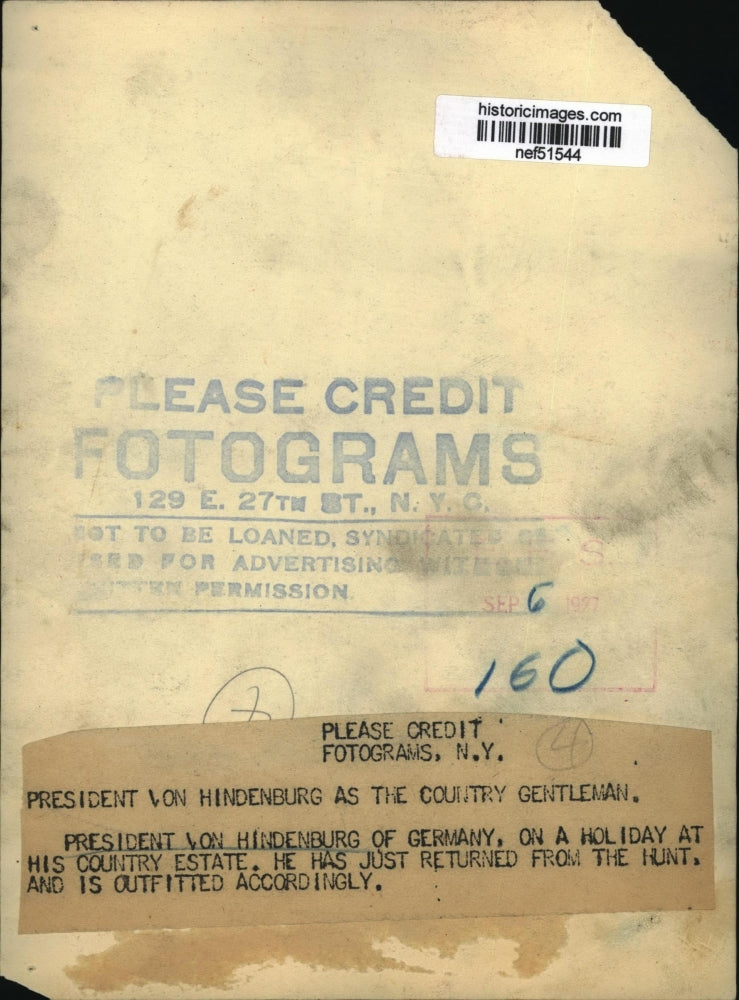 historicimages.com
nef51544
PLEASE CREDIT
FOTOGRAMS
129 E. 27TH ST., N. Y. C.
NOT TO BE LOANED, SYNDICATED OR
USED FOR ADVERTISING WITHOUT
WRITTEN PERMISSION.
S.
SEP 6 1927
160
PLEASE CREDIT
FOTOGRAMS, N.Y.
4
PRESIDENT VON HINDENBURG AS THE COUNTRY GENTLEMAN.
PRESIDENT VON HINDENBURG OF GERMANY, ON A HOLIDAY AT
HIS COUNTRY ESTATE. HE HAS JUST RETURNED FROM THE HUNT,
AND IS OUTFITTED ACCORDINGLY.